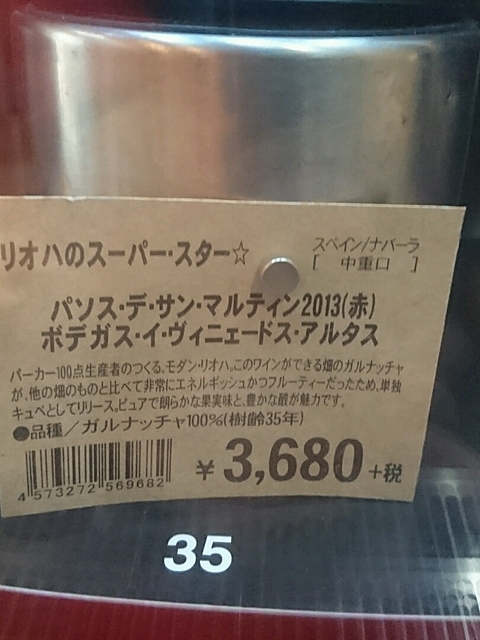 リオハのスーパー・スター☆
スペイン/ナバーラ
[ 中重口 ]
パソス・デ・サン・マルティン2013(赤)
ボデガス・イ・ヴィニェードス・アルタス
パーカー100点生産者のつくる、モダン・リオハ。このワインができる畑のガルナッチャ
が、他の畑のものと比べて非常にエネルギッシュかつフルーティーだったため、単独
キュベとしてリリース。ピュアで朗らかな果実味と、豊かな酸が魅力です。
●品種/ガルナッチャ100%(樹齢35年)
¥3,680+税
4 573272 569682
35